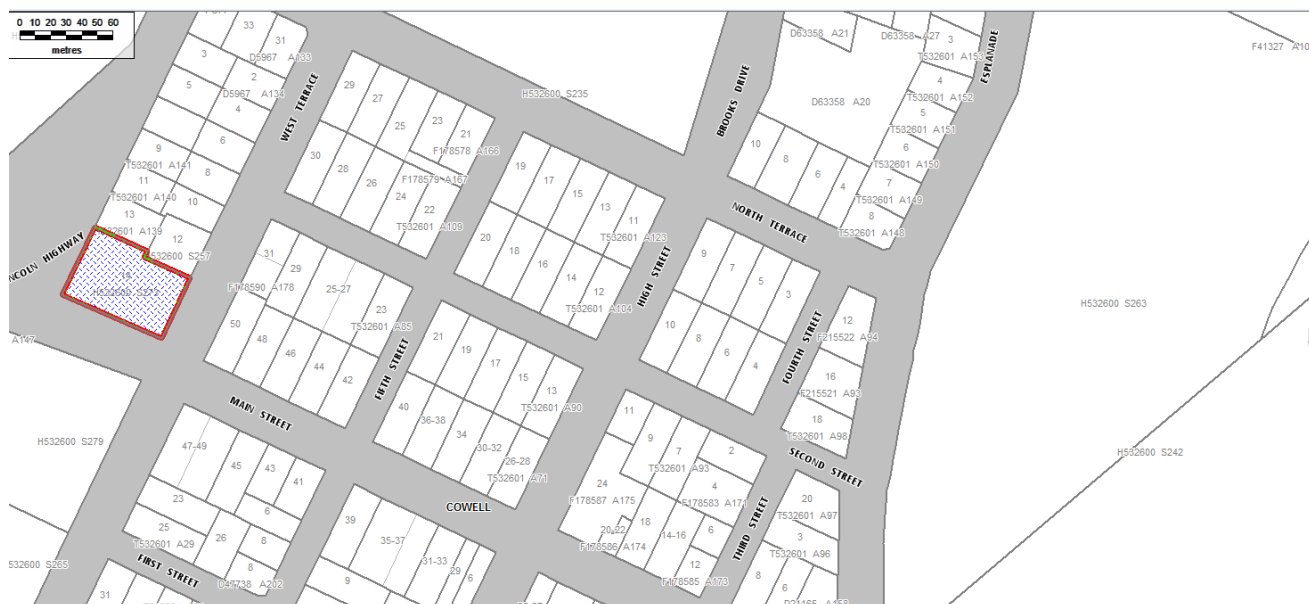 0 10 20 30 40 50 60
metres
33
31
D5967 A133
3
2
D5967 A134
5
4
6
9
T532601 A141
8
11
T532601 A140
10
13
T532601 A139
12
H532600 S257
LINCOLN HIGHWAY
14
H532600 S273
A147
WEST TERRACE
29
27
25
23
21
F178578 A166
30
28
26
F178579 A167
24
22
T532601 A109
H532600 S235
19
17
15
13
11
T532601 A123
20
18
16
14
12
T532601 A104
HIGH STREET
BROOKS DRIVE
D63358 A21
D63358 A27
3
T532601 A153
ESPLANADE
F41327 A10
D63358 A20
4
T532601 A152
5
T532601 A151
6
T532601 A150
7
T532601 A149
8
T532601 A148
10
8
6
4
NORTH TERRACE
9
7
5
3
10
8
6
4
FOURTH STREET
12
F215522 A94
16
F215521 A93
18
T532601 A98
H532600 S263
H532600 S242
31
29
F178590 A178
25-27
23
T532601 A85
50
48
46
44
42
FIFTH STREET
MAIN STREET
21
19
17
15
13
T532601 A90
40
36-38
34
30-32
26-28
T532601 A71
COWELL
11
9
7
2
T532601 A93
4
F178583 A171
24
F178587 A175
20-22
18
14-16
6
F178586 A174
12
F178585 A173
SECOND STREET
THIRD STREET
20
T532601 A97
3
T532601 A96
8
6
D21165 A158
H532600 S279
47-49
45
43
41
23
6
25
T532601 A29
26
8
8
D47738 A202
FIRST STREET
532600 S265
31
39
35-37
31-33
29
6
9